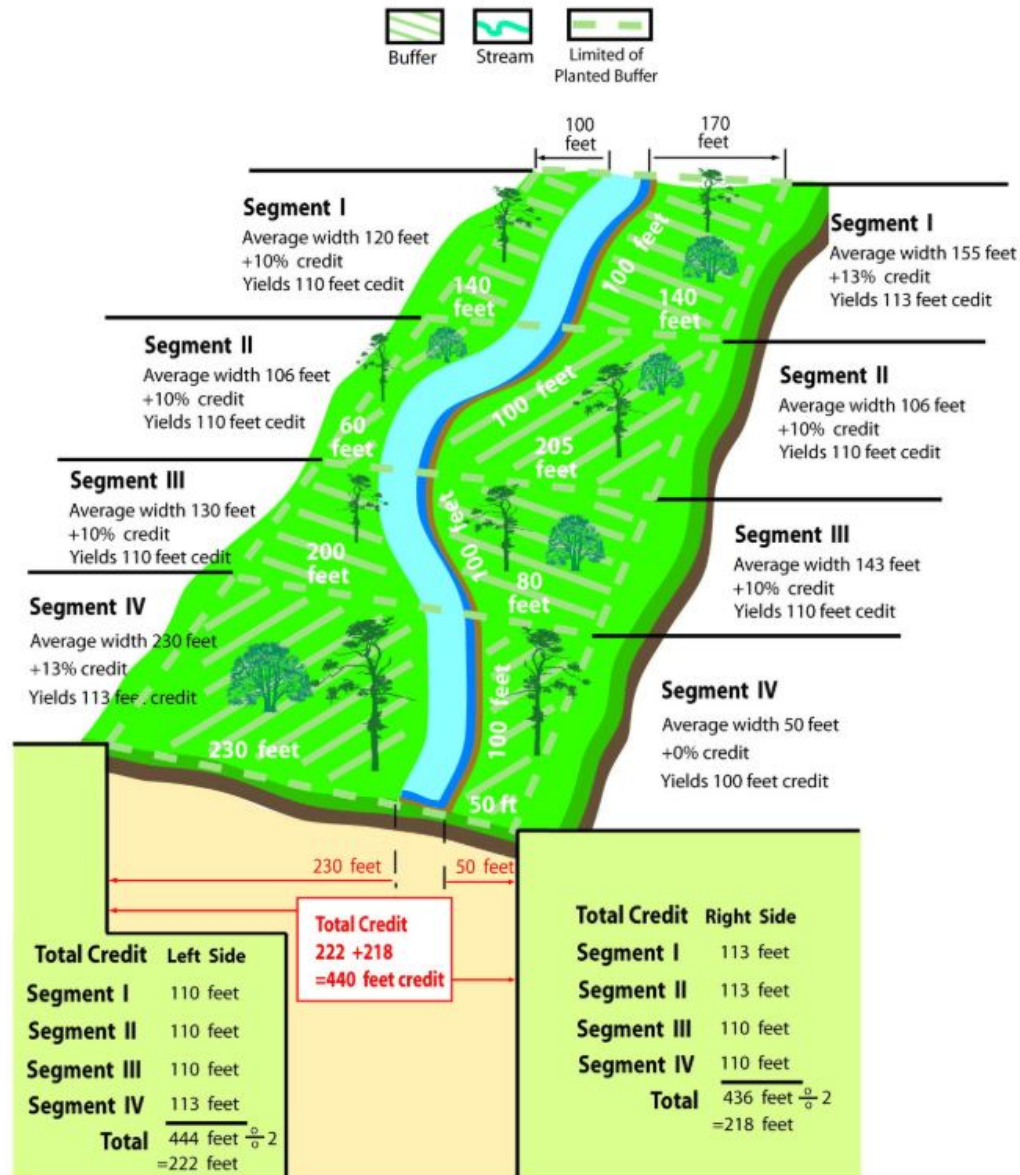 Buffer
Stream
Limited of
Planted Buffer
100
feet
170
feet
Segment I
Average width 120 feet
+10% credit
Yields 110 feet cedit
Segment I
Average width 155 feet
+13% credit
Yields 113 feet cedit
100 feet
140
feet
140
feet
Segment II
Average width 106 feet
+10% credit
Yields 110 feet cedit
Segment II
Average width 106 feet
+10% credit
Yields 110 feet cedit
100 feet
60
feet
205
feet
Segment III
Average width 130 feet
+10% credit
Yields 110 feet cedit
Segment III
Average width 143 feet
+10% credit
Yields 110 feet cedit
100 feet
200
feet
80
feet
Segment IV
Average width 230 feet
+13% credit
Yields 113 feet credit
Segment IV
Average width 50 feet
+0% credit
Yields 100 feet credit
100 feet
230 feet
50 ft
230 feet
50 feet
Total Credit
222 +218
=440 feet credit
Total Credit Left Side
Segment I 110 feet
Segment II 110 feet
Segment III 110 feet
Segment IV 113 feet
Total 444 feet ÷ 2
=222 feet
Total Credit Right Side
Segment I 113 feet
Segment II 113 feet
Segment III 110 feet
Segment IV 110 feet
Total 436 feet ÷ 2
=218 feet